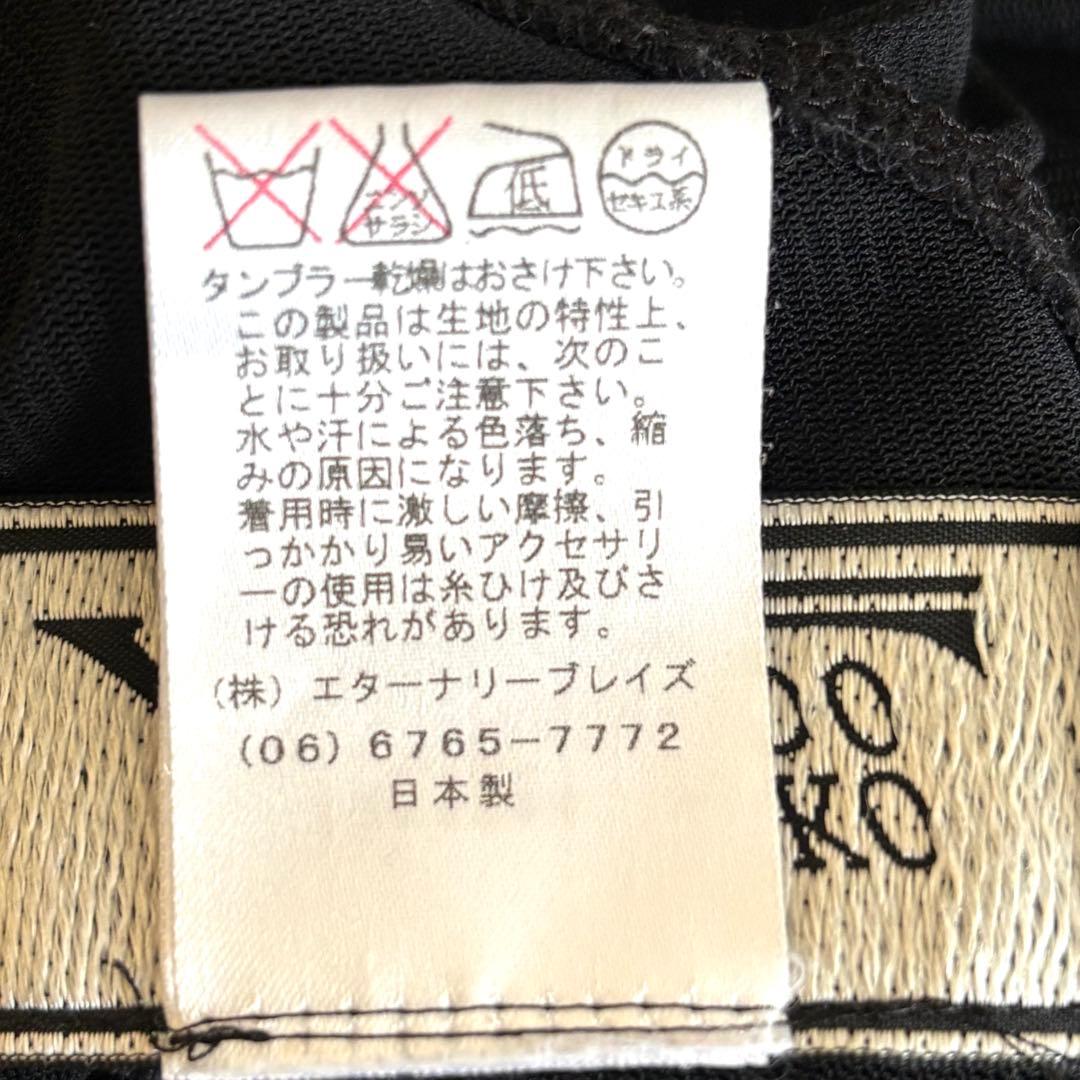 エンソ
サラシ
低
ドライ
セキユ系
タンブラー乾燥はおさけ下さい。
この製品は生地の特性上、
お取り扱いには、次のこ
とに十分ご注意下さい。
水や汗による色落ち、縮
みの原因になります。
着用時に激しい摩擦、引
っかかり易いアクセサリ
ーの使用は糸ひけ及びさ
ける恐れがあります。
(株) エターナリーブレイズ
(06) 6765-7772
日本製